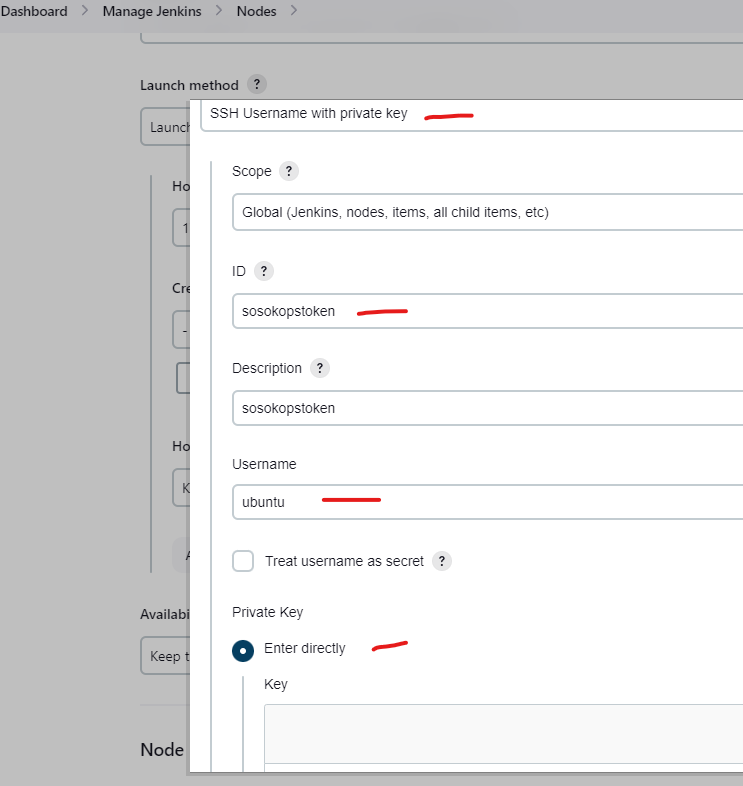 Dashboard > Manage Jenkins > Nodes >
Launch method ?
Launch
SSH Username with private key
Scope ?
Global (Jenkins, nodes, items, all child items, etc)
Ho
1
ID ?
Cre
sosokopstoken
-
Description ?
sosokopstoken
Ho
Username
K
ubuntu
Treat username as secret ?
A
Availabi
Private Key
Keep t
Enter directly
Key
Node